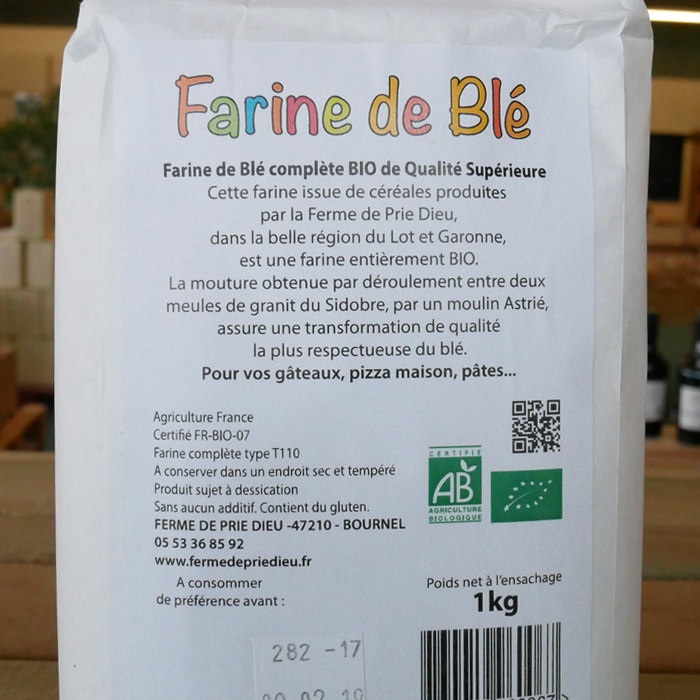 Farine de Blé
Farine de Blé complète BIO de Qualité Supérieure
Cette farine issue de céréales produites
par la Ferme de Prie Dieu,
dans la belle région du Lot et Garonne,
est une farine entièrement BIO.
La mouture obtenue par déroulement entre deux
meules de granit du Sidobre, par un moulin Astrié,
assure une transformation de qualité
la plus respectueuse du blé.
Pour vos gâteaux, pizza maison, pâtes...
Agriculture France
Certifié FR-BIO-07
Farine complète type T110
A conserver dans un endroit sec et tempéré
Produit sujet à dessication
Sans aucun additif. Contient du gluten.
FERME DE PRIE DIEU -47210 - BOURNEL
05 53 36 85 92
www.fermedepriedieu.fr
A consommer
de préférence avant :
282 -17
CERTIFIÉ
AB
AGRICULTURE
BIOLOGIQUE
Poids net à l'ensachage
1kg